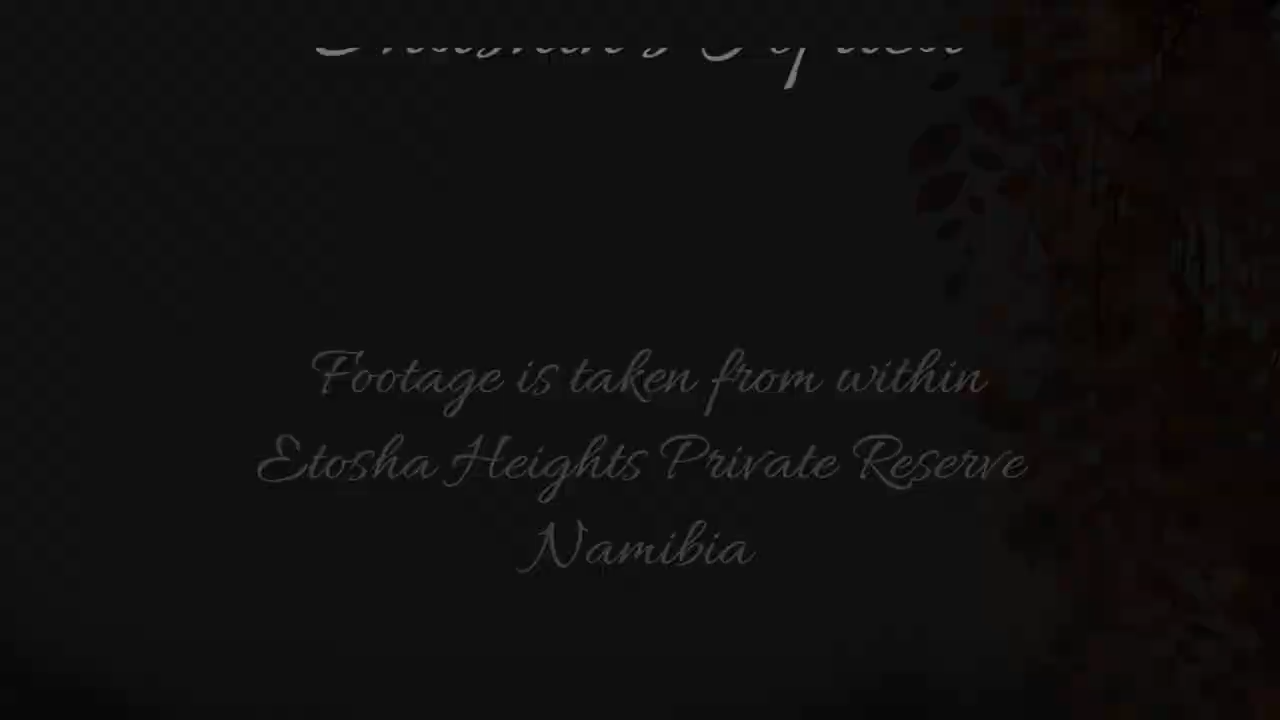 Footage is taken from within
Etosha Heights Private Reserve
Namibia